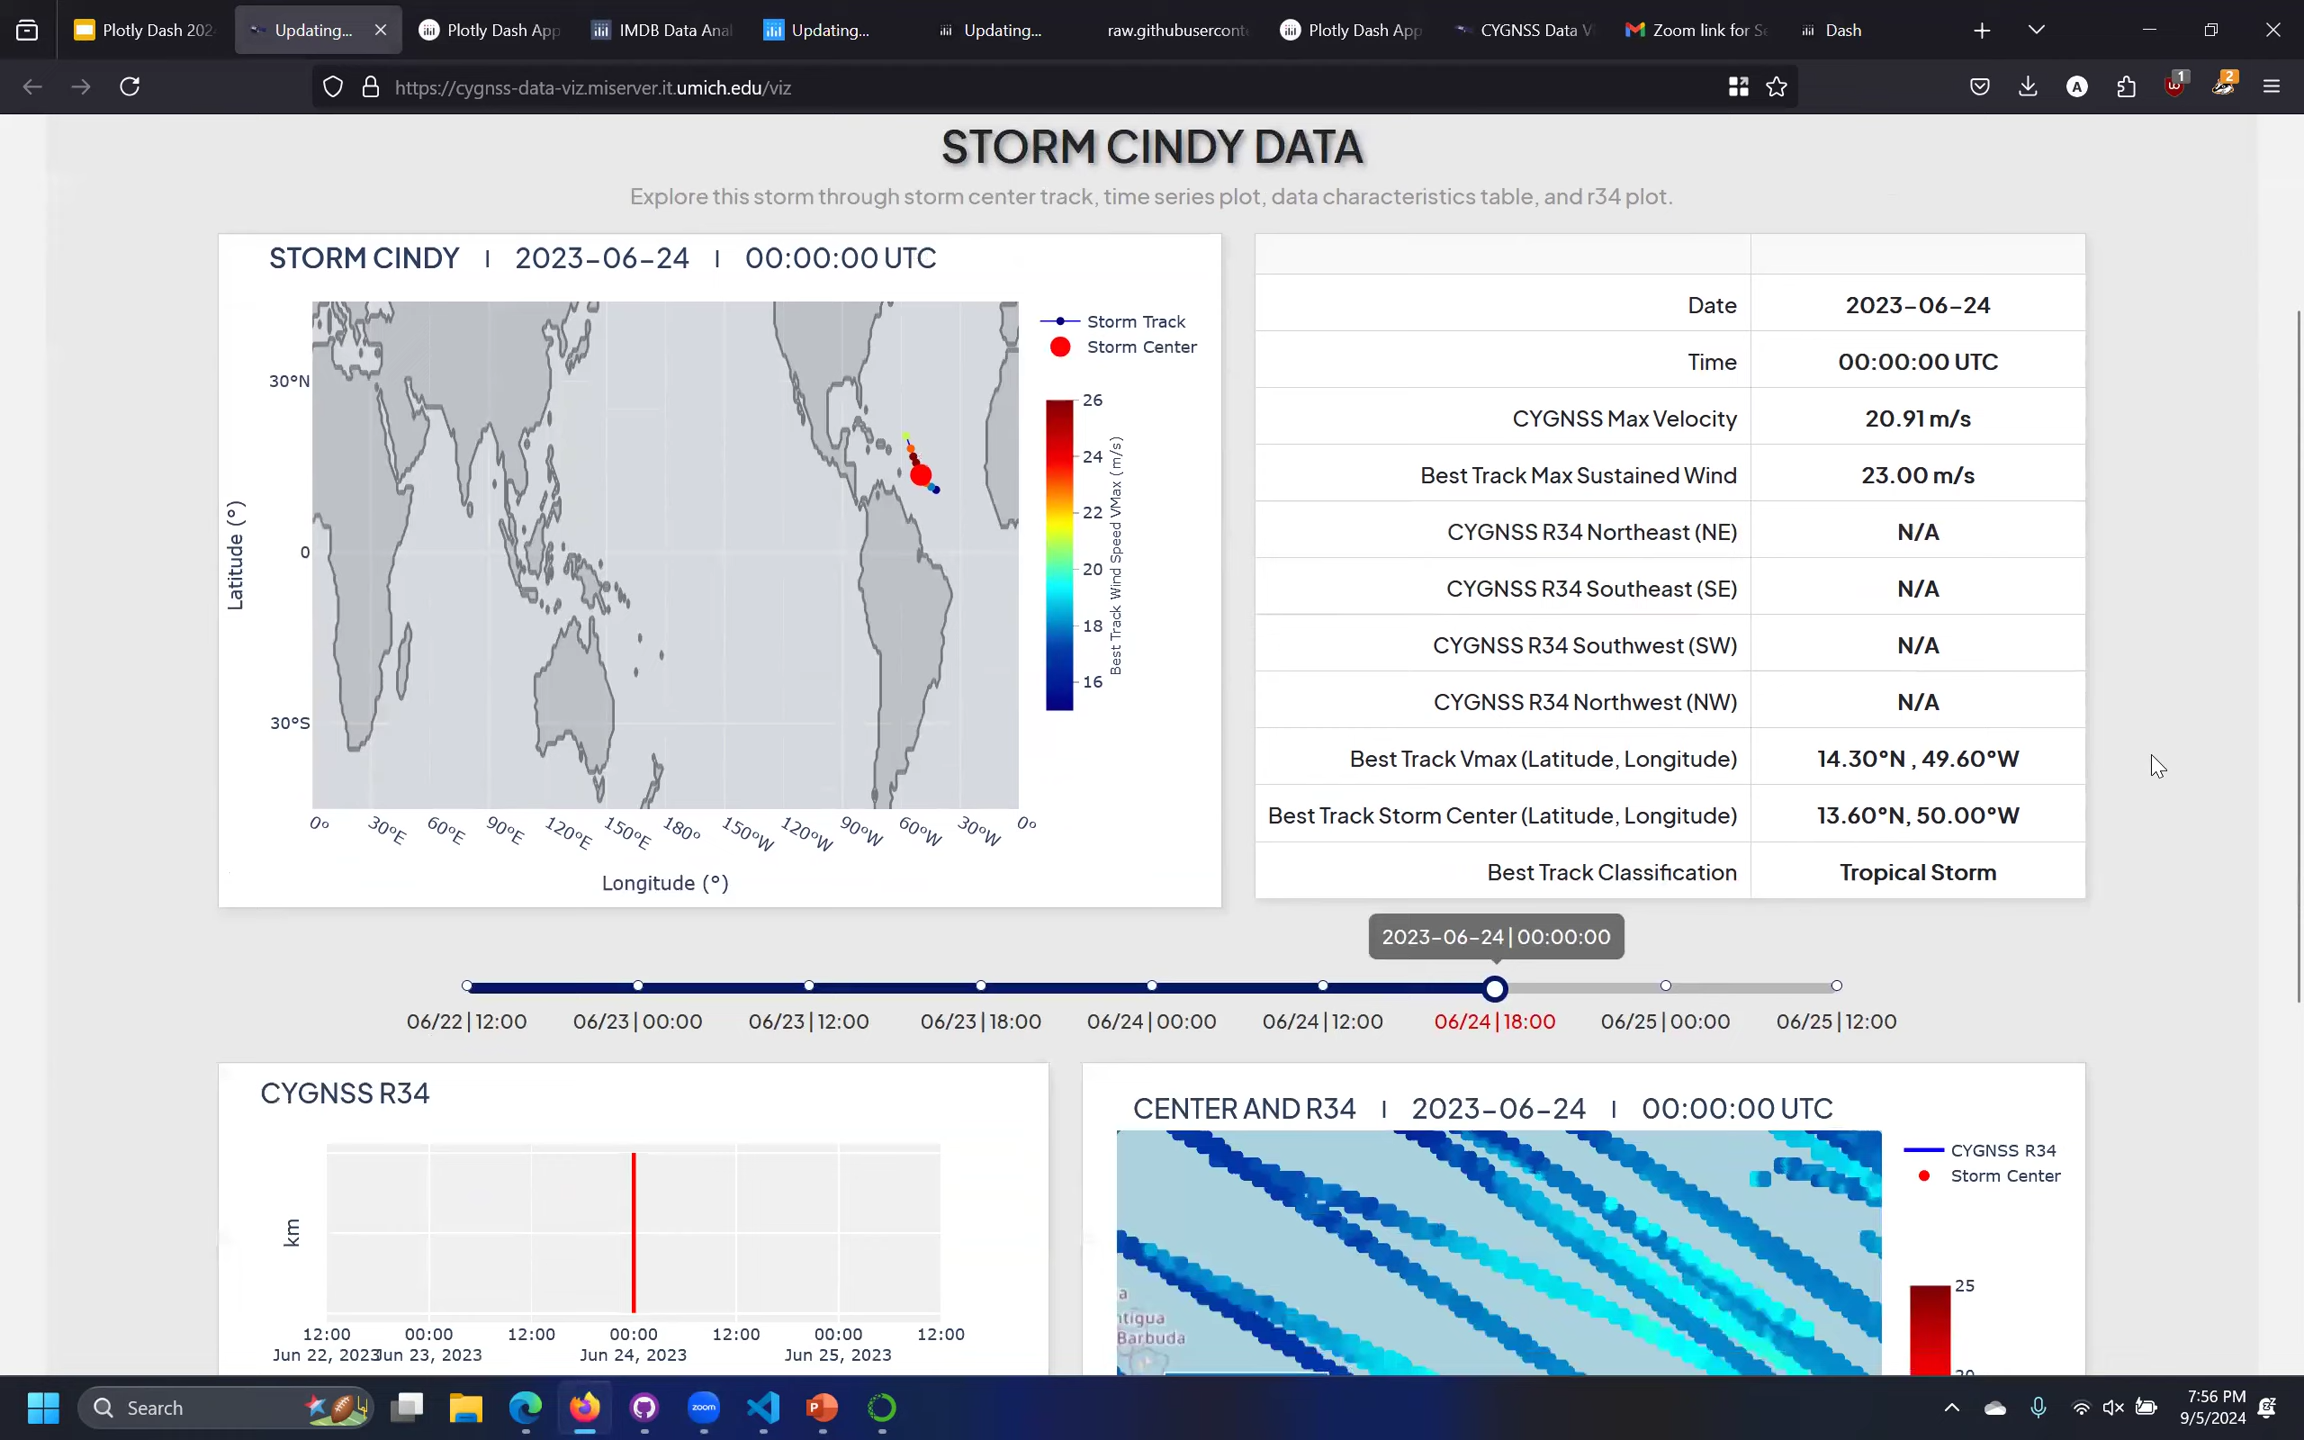 Plotly Dash 202
Updating...
Plotly Dash App
IMDB Data Anal
Updating...
Updating...
raw.githubusercont
Plotly Dash App
CYGNSS Data V
Zoom link for Se
Dash
https://cygnss-data-viz.miserver.it.umich.edu/viz
A
1
2
STORM CINDY DATA
Explore this storm through storm center track, time series plot, data characteristics table, and r34 plot.
STORM CINDY | 2023-06-24 | 00:00:00 UTC
Storm Track
Storm Center
30°N
0
30°S
Latitude (°)
0°
30°E
60°E
90°E
120°E
150°E
180°
150°W
120°W
90°W
60°W
30°W
0°
Longitude (°)
26
24
22
20
18
16
Best Track Wind Speed VMax (m/s)
Date 2023-06-24
Time 00:00:00 UTC
CYGNSS Max Velocity 20.91 m/s
Best Track Max Sustained Wind 23.00 m/s
CYGNSS R34 Northeast (NE) N/A
CYGNSS R34 Southeast (SE) N/A
CYGNSS R34 Southwest (SW) N/A
CYGNSS R34 Northwest (NW) N/A
Best Track Vmax (Latitude, Longitude) 14.30°N , 49.60°W
Best Track Storm Center (Latitude, Longitude) 13.60°N, 50.00°W
Best Track Classification Tropical Storm
2023-06-24 | 00:00:00
06/22 | 12:00
06/23 | 00:00
06/23 | 12:00
06/23 | 18:00
06/24 | 00:00
06/24 | 12:00
06/24 | 18:00
06/25 | 00:00
06/25 | 12:00
CYGNSS R34
km
12:00
00:00
12:00
00:00
12:00
00:00
12:00
Jun 22, 2023
Jun 23, 2023
Jun 24, 2023
Jun 25, 2023
CENTER AND R34 | 2023-06-24 | 00:00:00 UTC
CYGNSS R34
Storm Center
25
a
ntigua
Barbuda
Search
zoom
7:56 PM
9/5/2024